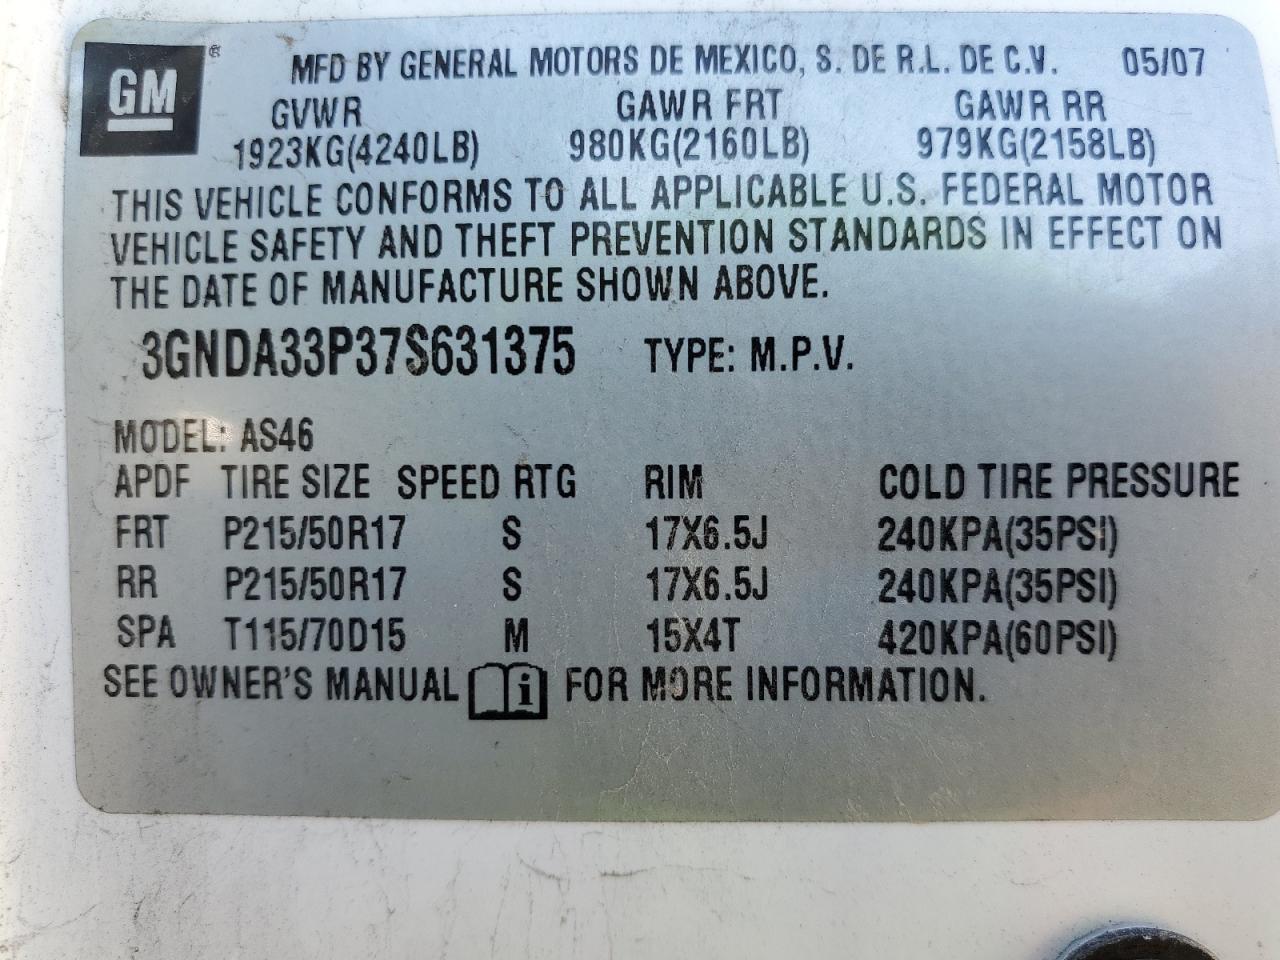 GM ®
MFD BY GENERAL MOTORS DE MEXICO, S. DE R.L. DE C.V. 05/07
GVWR GAWR FRT GAWR RR
1923KG(4240LB) 980KG(2160LB) 979KG(2158LB)
THIS VEHICLE CONFORMS TO ALL APPLICABLE U.S. FEDERAL MOTOR
VEHICLE SAFETY AND THEFT PREVENTION STANDARDS IN EFFECT ON
THE DATE OF MANUFACTURE SHOWN ABOVE.
3GNDA33P37S631375 TYPE: M.P.V.
MODEL: AS46
APDF TIRE SIZE SPEED RTG RIM COLD TIRE PRESSURE
FRT P215/50R17 S 17X6.5J 240KPA(35PSI)
RR P215/50R17 S 17X6.5J 240KPA(35PSI)
SPA T115/70D15 M 15X4T 420KPA(60PSI)
SEE OWNER'S MANUAL i FOR MORE INFORMATION.